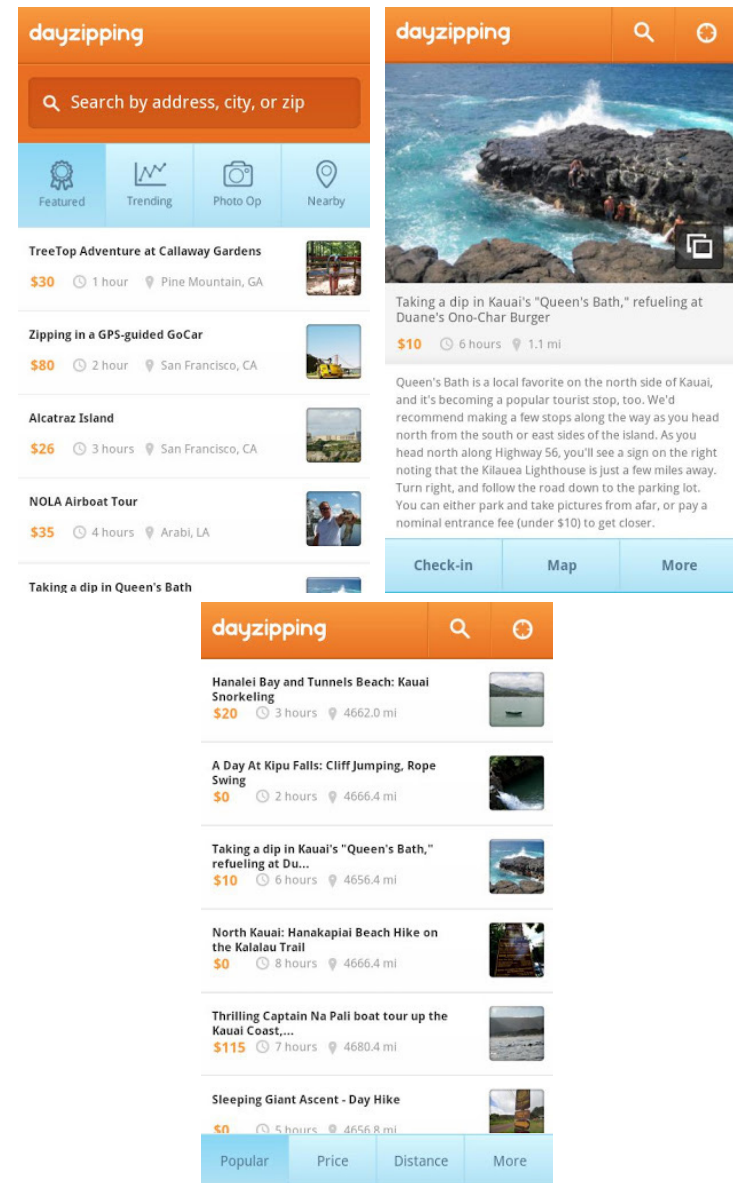 dayzipping
Search by address, city, or zip
Featured
Trending
Photo Op
Nearby
TreeTop Adventure at Callaway Gardens
$30 1 hour Pine Mountain, GA
Zipping in a GPS-guided GoCar
$80 2 hour San Francisco, CA
Alcatraz Island
$26 3 hours San Francisco, CA
NOLA Airboat Tour
$35 4 hours Arabi, LA
Taking a dip in Queen's Bath
dayzipping
Taking a dip in Kauai's "Queen's Bath," refueling at
Duane's Ono-Char Burger
$10 6 hours 1.1 mi
Queen's Bath is a local favorite on the north side of Kauai,
and it's becoming a popular tourist stop, too. We'd
recommend making a few stops along the way as you head
north from the south or east sides of the island. As you
head north along Highway 56, you'll see a sign on the right
noting that the Kilauea Lighthouse is just a few miles away.
Turn right, and follow the road down to the parking lot.
You can either park and take pictures from afar, or pay a
nominal entrance fee (under $10) to get closer.
Check-in
Map
More
dayzipping
Hanalei Bay and Tunnels Beach: Kauai
Snorkeling
$20 3 hours 4662.0 mi
A Day At Kipu Falls: Cliff Jumping, Rope
Swing
$0 2 hours 4666.4 mi
Taking a dip in Kauai's "Queen's Bath,"
refueling at Du...
$10 6 hours 4656.4 mi
North Kauai: Hanakapiai Beach Hike on
the Kalalau Trail
$0 8 hours 4666.4 mi
Thrilling Captain Na Pali boat tour up the
Kauai Coast,...
$115 7 hours 4680.4 mi
Sleeping Giant Ascent - Day Hike
$0 5 hours 4656.8 mi
Popular
Price
Distance
More